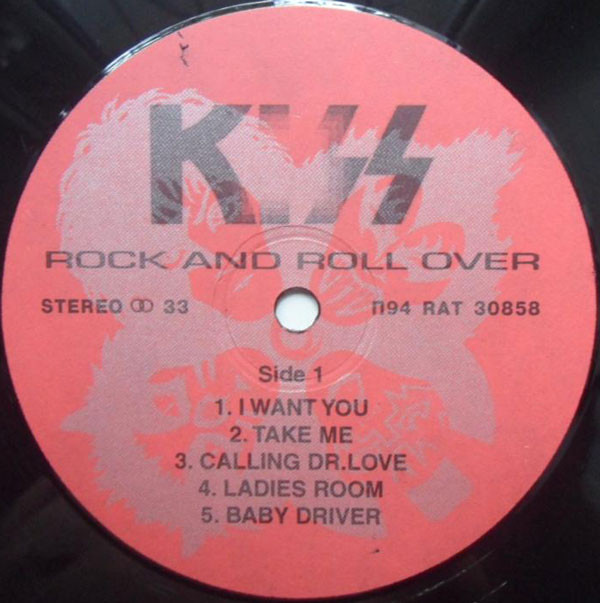 KISS
ROCK AND ROLL OVER
STEREO ↀ 33 П94 RAT 30858
Side 1
1. I WANT YOU
2. TAKE ME
3. CALLING DR.LOVE
4. LADIES ROOM
5. BABY DRIVER